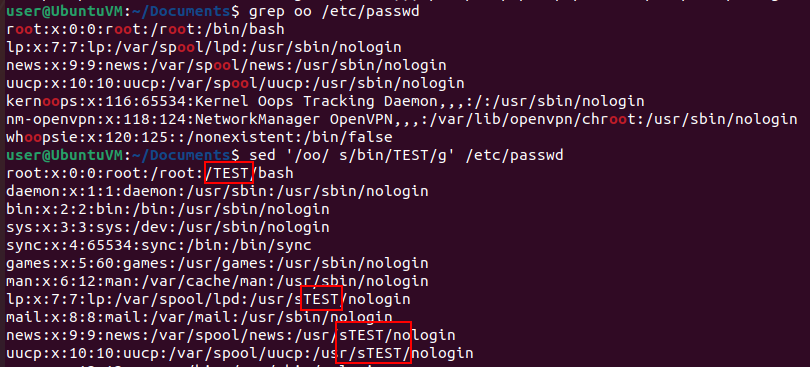 user@UbuntuVM:~/Documents$ grep oo /etc/passwd
root:x:0:0:root:/root:/bin/bash
lp:x:7:7:lp:/var/spool/lpd:/usr/sbin/nologin
news:x:9:9:news:/var/spool/news:/usr/sbin/nologin
uucp:x:10:10:uucp:/var/spool/uucp:/usr/sbin/nologin
kernoops:x:116:65534:Kernel Oops Tracking Daemon,,,:/:/usr/sbin/nologin
nm-openvpn:x:118:124:NetworkManager OpenVPN,,,:/var/lib/openvpn/chroot:/usr/sbin/nologin
whoopsie:x:120:125::/nonexistent:/bin/false
user@UbuntuVM:~/Documents$ sed '/oo/ s/bin/TEST/g' /etc/passwd
root:x:0:0:root:/root:/TEST/bash
daemon:x:1:1:daemon:/usr/sbin:/usr/sbin/nologin
bin:x:2:2:bin:/bin:/usr/sbin/nologin
sys:x:3:3:sys:/dev:/usr/sbin/nologin
sync:x:4:65534:sync:/bin:/bin/sync
games:x:5:60:games:/usr/games:/usr/sbin/nologin
man:x:6:12:man:/var/cache/man:/usr/sbin/nologin
lp:x:7:7:lp:/var/spool/lpd:/usr/sTEST/nologin
mail:x:8:8:mail:/var/mail:/usr/sbin/nologin
news:x:9:9:news:/var/spool/news:/usr/sTEST/nologin
uucp:x:10:10:uucp:/var/spool/uucp:/usr/sTEST/nologin